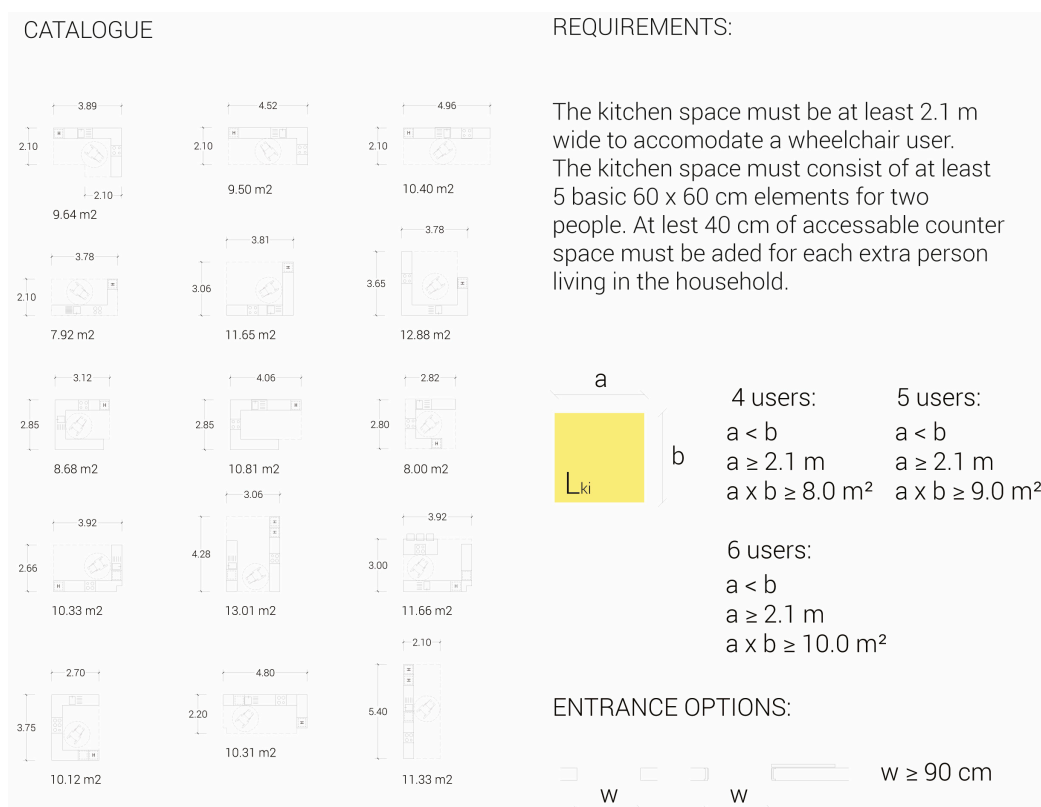 CATALOGUE
3.89
2.10
H
2.10
9.64 m2
4.52
2.10
H
9.50 m2
4.96
2.10
H
10.40 m2
3.78
2.10
H
7.92 m2
3.81
3.06
H
11.65 m2
3.78
3.65
H
12.88 m2
3.12
2.85
H
8.68 m2
4.06
2.85
H
10.81 m2
2.82
2.80
H
8.00 m2
3.92
2.66
H
10.33 m2
3.06
4.28
H
H
13.01 m2
3.92
3.00
H
11.66 m2
2.70
3.75
H
10.12 m2
4.80
2.20
H
10.31 m2
2.10
5.40
H
H
11.33 m2
REQUIREMENTS:
The kitchen space must be at least 2.1 m
wide to accomodate a wheelchair user.
The kitchen space must consist of at least
5 basic 60 x 60 cm elements for two
people. At lest 40 cm of accessable counter
space must be aded for each extra person
living in the household.
a
b
Lki
4 users:
a < b
a ≥ 2.1 m
a x b ≥ 8.0 m²
5 users:
a < b
a ≥ 2.1 m
a x b ≥ 9.0 m²
6 users:
a < b
a ≥ 2.1 m
a x b ≥ 10.0 m²
ENTRANCE OPTIONS:
w ≥ 90 cm
w
w